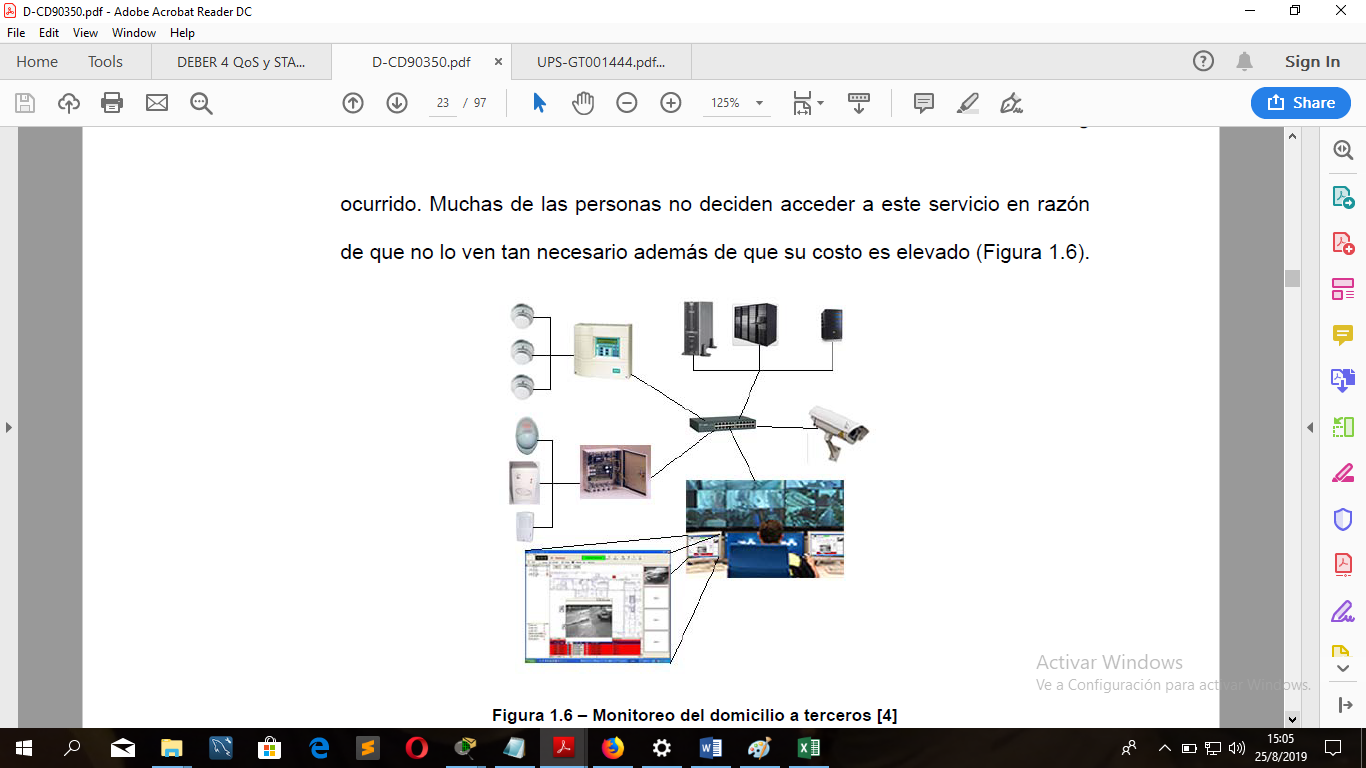 D-CD90350.pdf - Adobe Acrobat Reader DC
File Edit View Window Help
Home Tools DEBER 4 QoS y STA... D-CD90350.pdf × UPS-GT001444.pdf... Sign In
23 / 97 125% Share
ocurrido. Muchas de las personas no deciden acceder a este servicio en razón
de que no lo ven tan necesario además de que su costo es elevado (Figura 1.6).
Figura 1.6 – Monitoreo del domicilio a terceros [4]
Activar Windows
Ve a Configuración para activar Windows.
15:05
25/8/2019